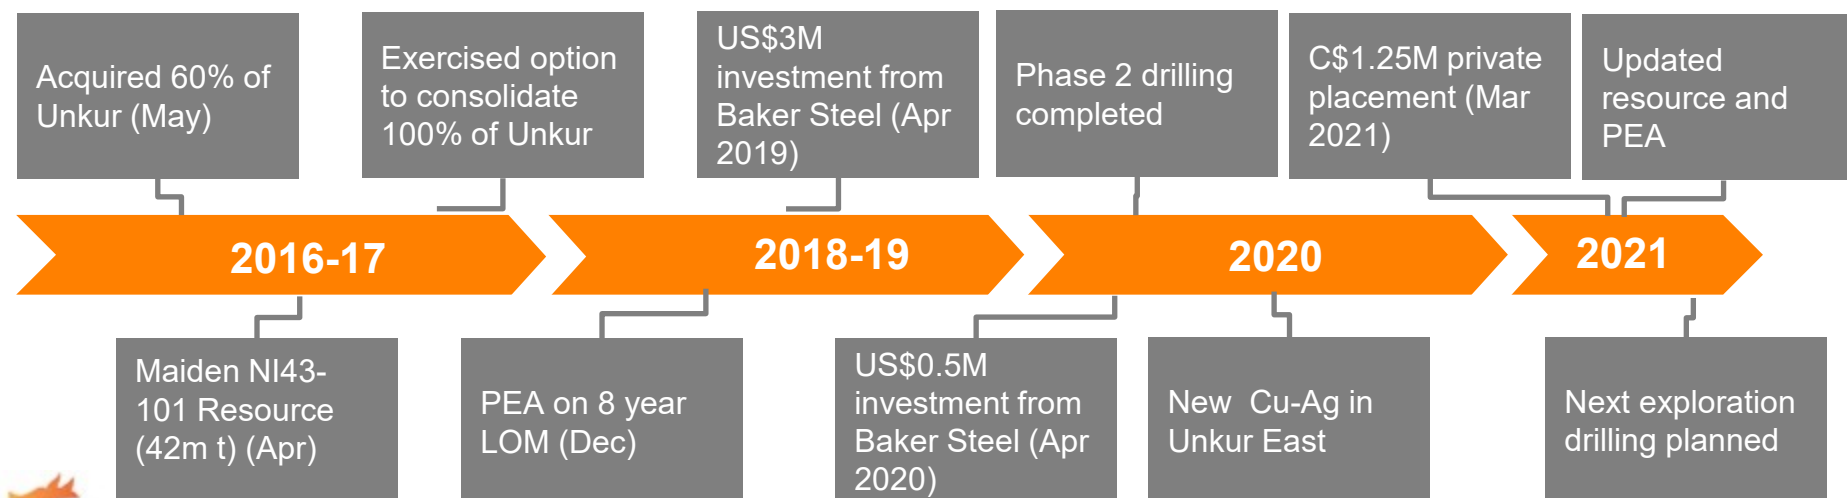 Acquired 60% of
Unkur (May)
Exercised option
to consolidate
100% of Unkur
US$3M
investment from
Baker Steel (Apr
2019)
Phase 2 drilling
completed
C$1.25M private
placement (Mar
2021)
Updated
resource and
PEA
2016-17
2018-19
2020
2021
Maiden NI43-
101 Resource
(42m t) (Apr)
PEA on 8 year
LOM (Dec)
US$0.5M
investment from
Baker Steel (Apr
2020)
New  Cu-Ag in
Unkur East
Next exploration
drilling planned